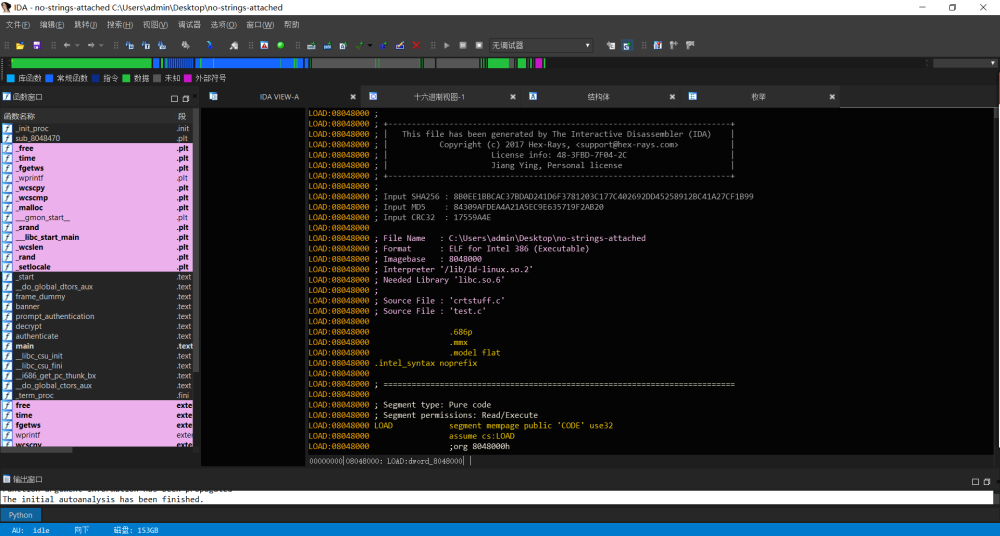 IDA - no-strings-attached C:\Users\admin\Desktop\no-strings-attached
文件(F) 编辑(E) 跳转(J) 搜索(H) 视图(V) 调试器 选项(O) 窗口(W) 帮助
无调试器
库函数 常规函数 指令 数据 未知 外部符号
函数窗口
IDA VIEW-A
十六进制视图-1
结构体
枚举
函数名称 段
_init_proc .init
sub_8048470 .plt
_free .plt
_time .plt
_fgetws .plt
_wprintf .plt
_wcscpy .plt
_wcscmp .plt
_malloc .plt
___gmon_start__ .plt
_srand .plt
___libc_start_main .plt
_wcslen .plt
_rand .plt
_setlocale .plt
_start .text
__do_global_dtors_aux .text
frame_dummy .text
banner .text
prompt_authentication .text
decrypt .text
authenticate .text
main .text
__libc_csu_init .text
__libc_csu_fini .text
__i686_get_pc_thunk_bx .text
__do_global_ctors_aux .text
_term_proc .fini
free exte
time exte
fgetws exte
wprintf exte
wcscpy exte
LOAD:08048000 ;
LOAD:08048000 ; +-------------------------------------------------------------------------+
LOAD:08048000 ; | This file has been generated by The Interactive Disassembler (IDA) |
LOAD:08048000 ; | Copyright (c) 2017 Hex-Rays, <support@hex-rays.com> |
LOAD:08048000 ; | License info: 48-3FBD-7F04-2C |
LOAD:08048000 ; | Jiang Ying, Personal license |
LOAD:08048000 ; +-------------------------------------------------------------------------+
LOAD:08048000 ;
LOAD:08048000 ; Input SHA256 : 8B0EE1BBCAC37BDAD241D6F3781203C177C402692DD45258912BC41A27CF1B99
LOAD:08048000 ; Input MD5 : 84309AFDEA4A21A5EC9E635719F2AB20
LOAD:08048000 ; Input CRC32 : 17559A4E
LOAD:08048000
LOAD:08048000 ; File Name : C:\Users\admin\Desktop\no-strings-attached
LOAD:08048000 ; Format : ELF for Intel 386 (Executable)
LOAD:08048000 ; Imagebase : 8048000
LOAD:08048000 ; Interpreter '/lib/ld-linux.so.2'
LOAD:08048000 ; Needed Library 'libc.so.6'
LOAD:08048000 ;
LOAD:08048000 ; Source File : 'crtstuff.c'
LOAD:08048000 ; Source File : 'test.c'
LOAD:08048000
LOAD:08048000 .686p
LOAD:08048000 .mmx
LOAD:08048000 .model flat
LOAD:08048000 .intel_syntax noprefix
LOAD:08048000
LOAD:08048000 ; ===========================================================================
LOAD:08048000
LOAD:08048000 ; Segment type: Pure code
LOAD:08048000 ; Segment permissions: Read/Execute
LOAD:08048000 LOAD segment mempage public 'CODE' use32
LOAD:08048000 assume cs:LOAD
LOAD:08048000 ;org 8048000h
00000000 08048000: LOAD:dword_8048000
输出窗口
Function argument information has been propagated
The initial autoanalysis has been finished.
Python
AU: idle 向下 磁盘: 153GB